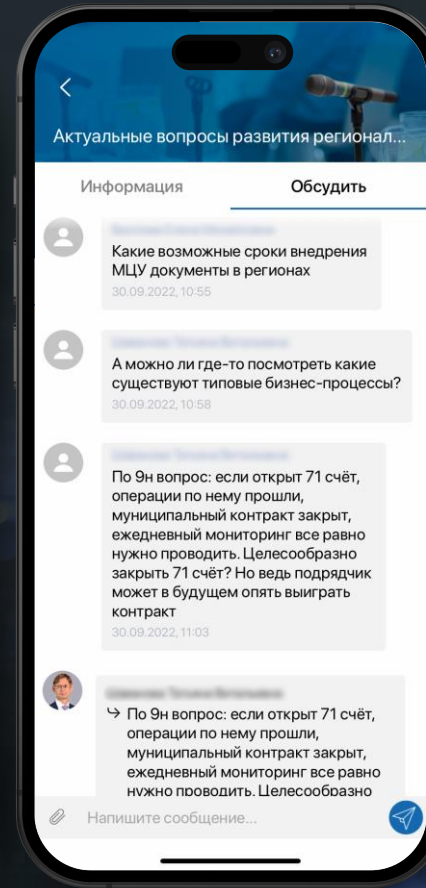 Актуальные вопросы развития регионал...
Информация
Обсудить
Какие возможные сроки внедрения
МЦУ документы в регионах
30.09.2022, 10:55
А можно ли где-то посмотреть какие
существуют типовые бизнес-процессы?
30.09.2022, 10:58
По 9н вопрос: если открыт 71 счёт,
операции по нему прошли,
муниципальный контракт закрыт,
ежедневный мониторинг все равно
нужно проводить. Целесообразно
закрыть 71 счёт? Но ведь подрядчик
может в будущем опять выиграть
контракт
30.09.2022, 11:03
По 9н вопрос: если открыт 71 счёт,
операции по нему прошли,
муниципальный контракт закрыт,
ежедневный мониторинг все равно
нужно проводить. Целесообразно
Напишите сообщение...